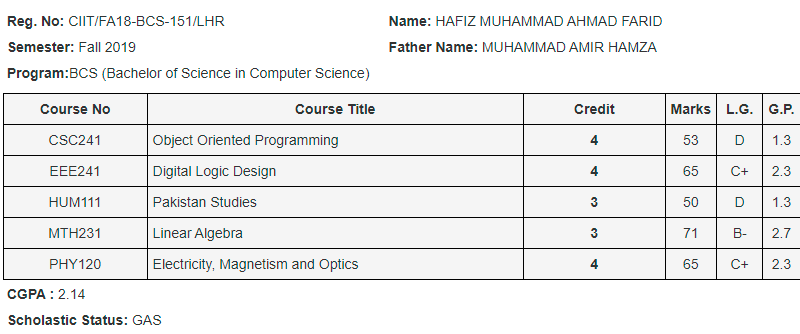 Reg. No: CIIT/FA18-BCS-151/LHR Name: HAFIZ MUHAMMAD AHMAD FARID
Semester: Fall 2019 Father Name: MUHAMMAD AMIR HAMZA
Program:BCS (Bachelor of Science in Computer Science)
Course No Course Title Credit Marks L.G. G.P.
CSC241 Object Oriented Programming 4 53 D 1.3
EEE241 Digital Logic Design 4 65 C+ 2.3
HUM111 Pakistan Studies 3 50 D 1.3
MTH231 Linear Algebra 3 71 B- 2.7
PHY120 Electricity, Magnetism and Optics 4 65 C+ 2.3
CGPA : 2.14
Scholastic Status: GAS